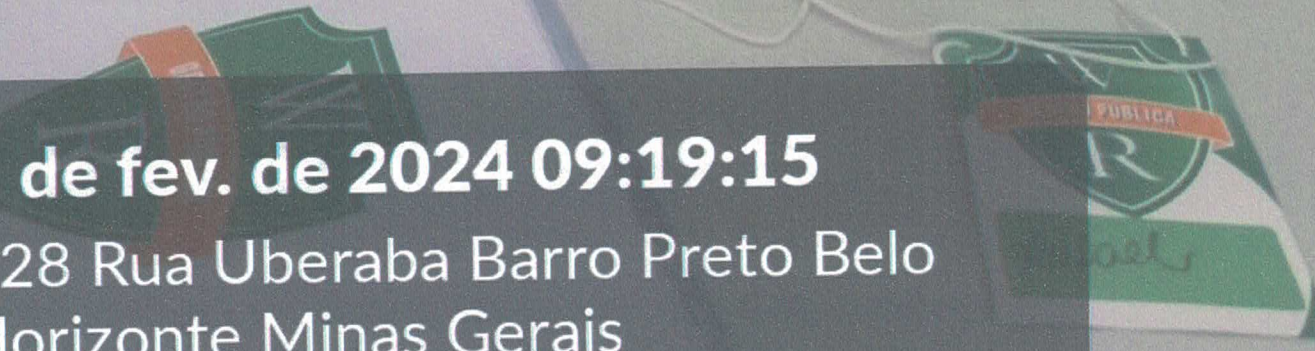 de fev. de 2024 09:19:15
28 Rua Uberaba Barro Preto Belo
Horizonte Minas Gerais
PUBLICA
R